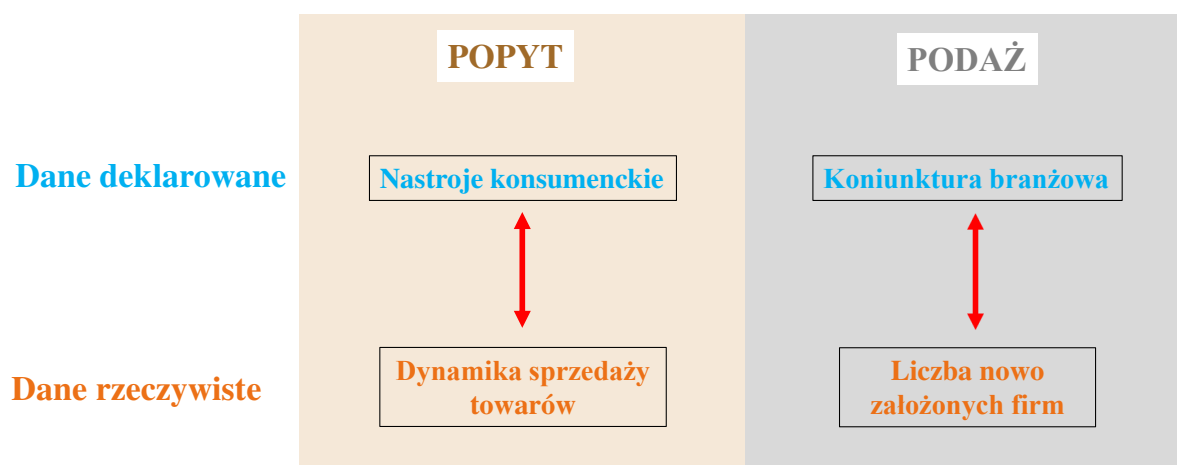 POPYT
PODAŻ
Dane deklarowane
Nastroje konsumenckie
Koniunktura branżowa
Dane rzeczywiste
Dynamika sprzedaży
towarów
Liczba nowo
założonych firm